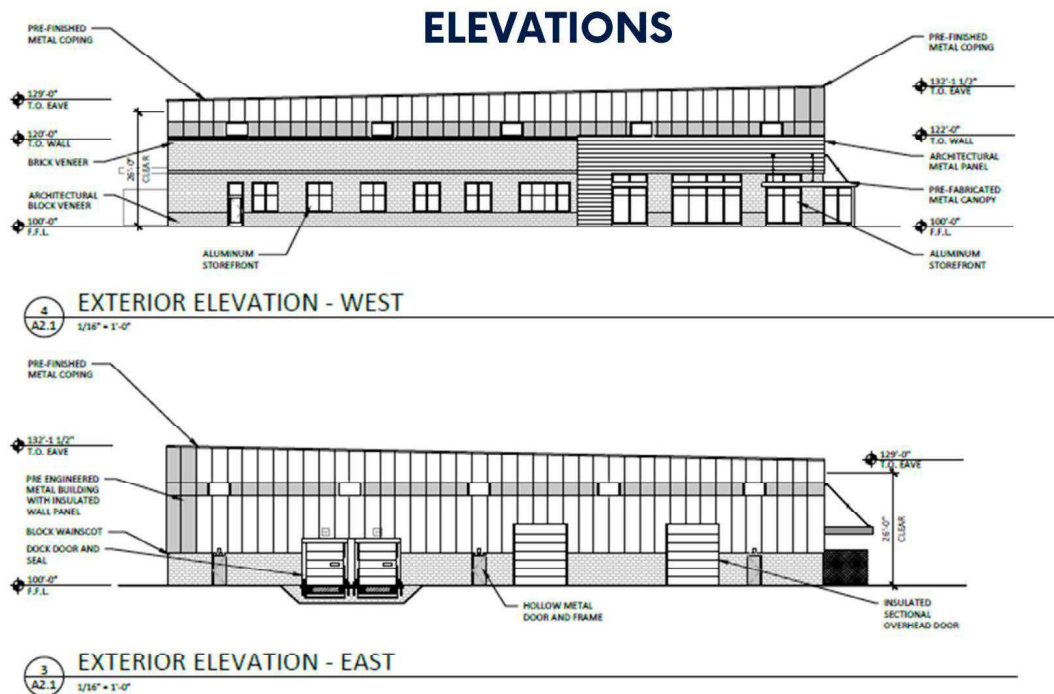 ELEVATIONS
PRE-FINISHED
METAL COPING
PRE-FINISHED
METAL COPING
129'-0"
T.O. EAVE
132'-1 1/2"
T.O. EAVE
120'-0"
T.O. WALL
122'-0"
T.O. WALL
BRICK VENEER
26'-0"
CLEAR
ARCHITECTURAL
METAL PANEL
ARCHITECTURAL
BLOCK VENEER
PRE-FABRICATED
METAL CANOPY
100'-0"
F.F.L.
100'-0"
F.F.L.
ALUMINUM
STOREFRONT
ALUMINUM
STOREFRONT
4
A2.1
EXTERIOR ELEVATION - WEST
1/16" = 1'-0"
PRE-FINISHED
METAL COPING
132'-1 1/2"
T.O. EAVE
129'-0"
T.O. EAVE
PRE ENGINEERED
METAL BUILDING
WITH INSULATED
WALL PANEL
26'-0"
CLEAR
BLOCK WAINSCOT
DOCK DOOR AND
SEAL
100'-0"
F.F.L.
HOLLOW METAL
DOOR AND FRAME
INSULATED
SECTIONAL
OVERHEAD DOOR
3
A2.1
EXTERIOR ELEVATION - EAST
1/16" = 1'-0"